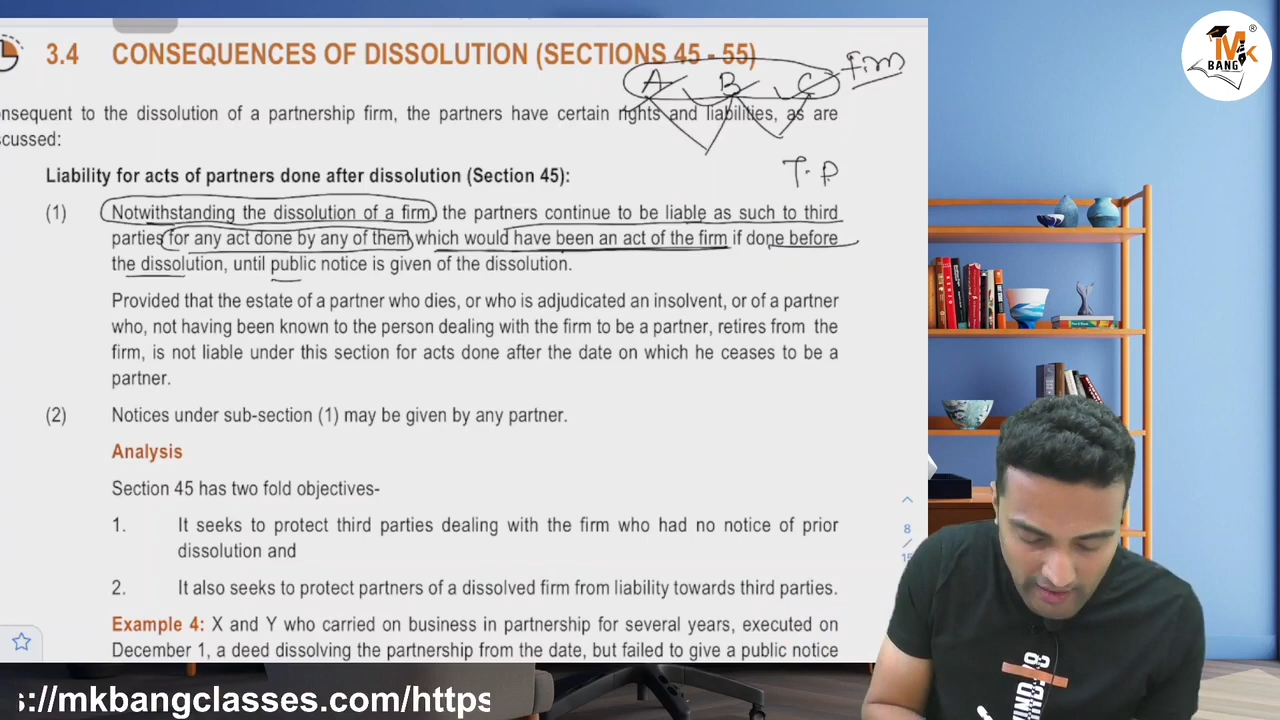 3.4 CONSEQUENCES OF DISSOLUTION (SECTIONS 45 - 55)
A B C firm
nsequent to the dissolution of a partnership firm, the partners have certain rights and liabilities, as are
scussed:
T.P
Liability for acts of partners done after dissolution (Section 45):
(1) Notwithstanding the dissolution of a firm the partners continue to be liable as such to third
parties for any act done by any of them which would have been an act of the firm if done before
the dissolution, until public notice is given of the dissolution.
Provided that the estate of a partner who dies, or who is adjudicated an insolvent, or of a partner
who, not having been known to the person dealing with the firm to be a partner, retires from the
firm, is not liable under this section for acts done after the date on which he ceases to be a
partner.
(2) Notices under sub-section (1) may be given by any partner.
Analysis
Section 45 has two fold objectives-
1. It seeks to protect third parties dealing with the firm who had no notice of prior
dissolution and
2. It also seeks to protect partners of a dissolved firm from liability towards third parties.
Example 4: X and Y who carried on business in partnership for several years, executed on
December 1, a deed dissolving the partnership from the date, but failed to give a public notice
8
/
MK
BANG
®
://mkbangclasses.com/https